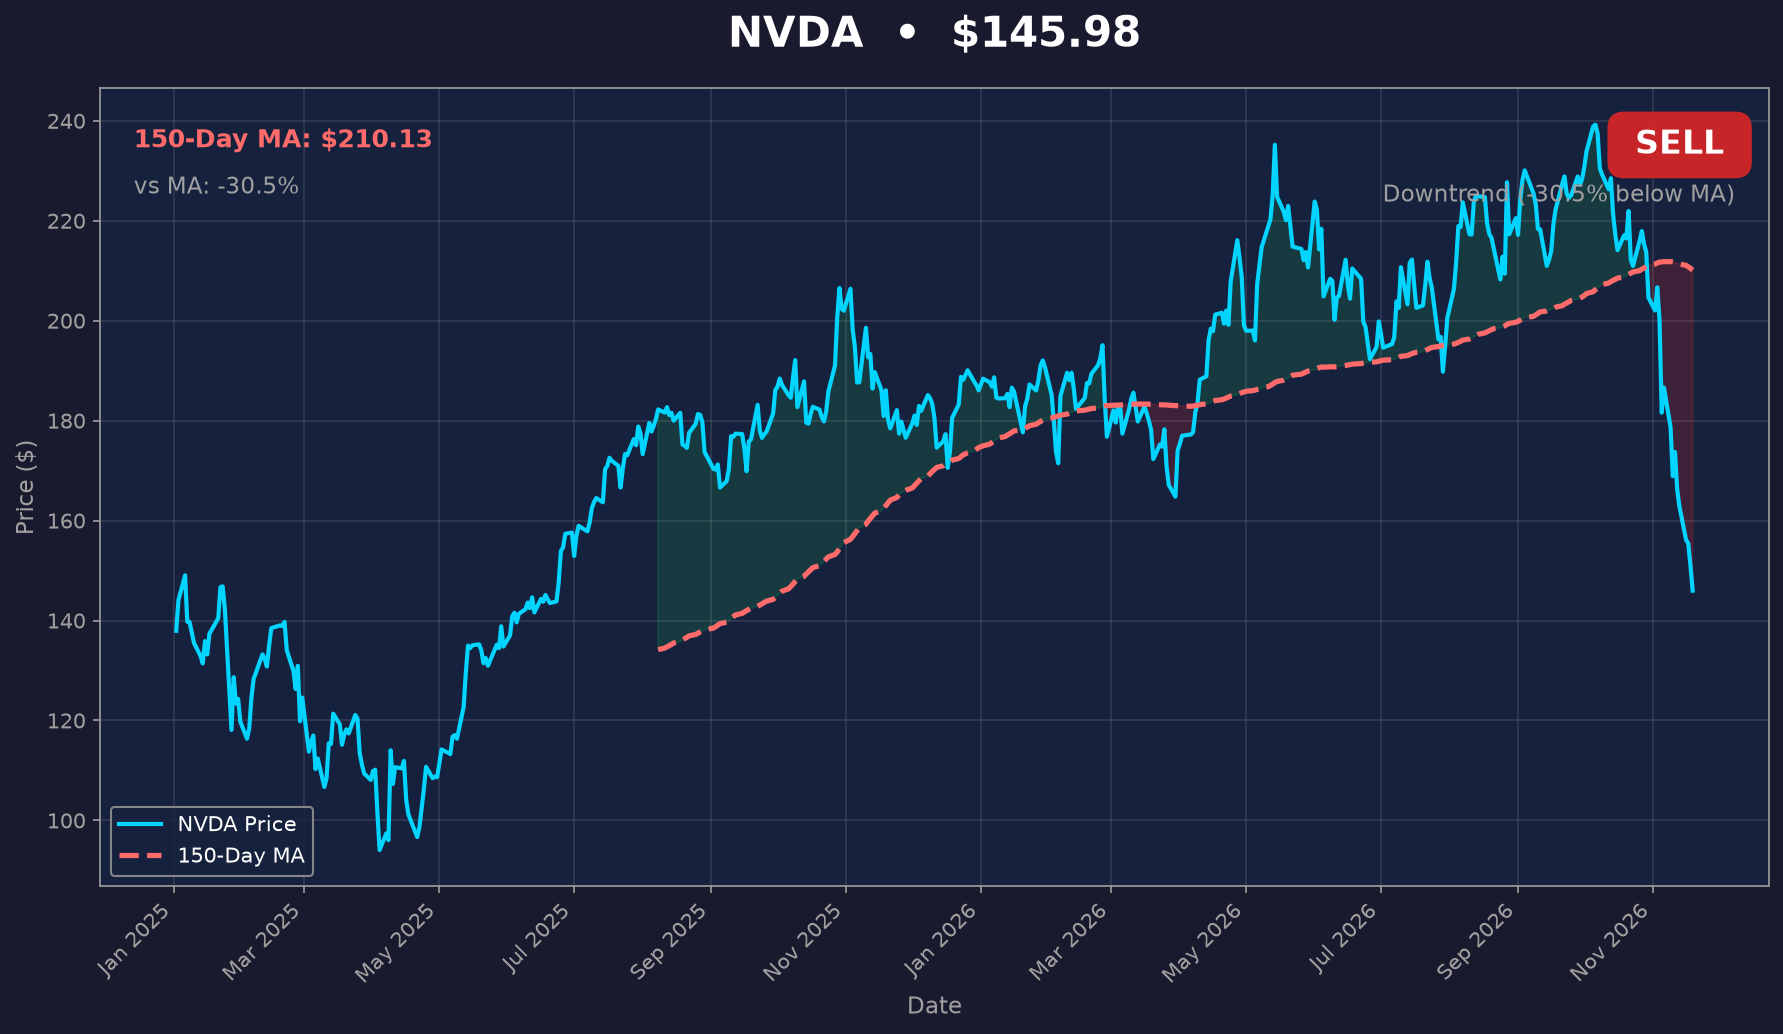 NVDA • $145.98
150-Day MA: $210.13
vs MA: -30.5%
SELL
Downtrend (-30.5% below MA)
Price ($)
240
220
200
180
160
140
120
100
NVDA Price
150-Day MA
Jan 2025
Mar 2025
May 2025
Jul 2025
Sep 2025
Nov 2025
Jan 2026
Mar 2026
May 2026
Jul 2026
Sep 2026
Nov 2026
Date